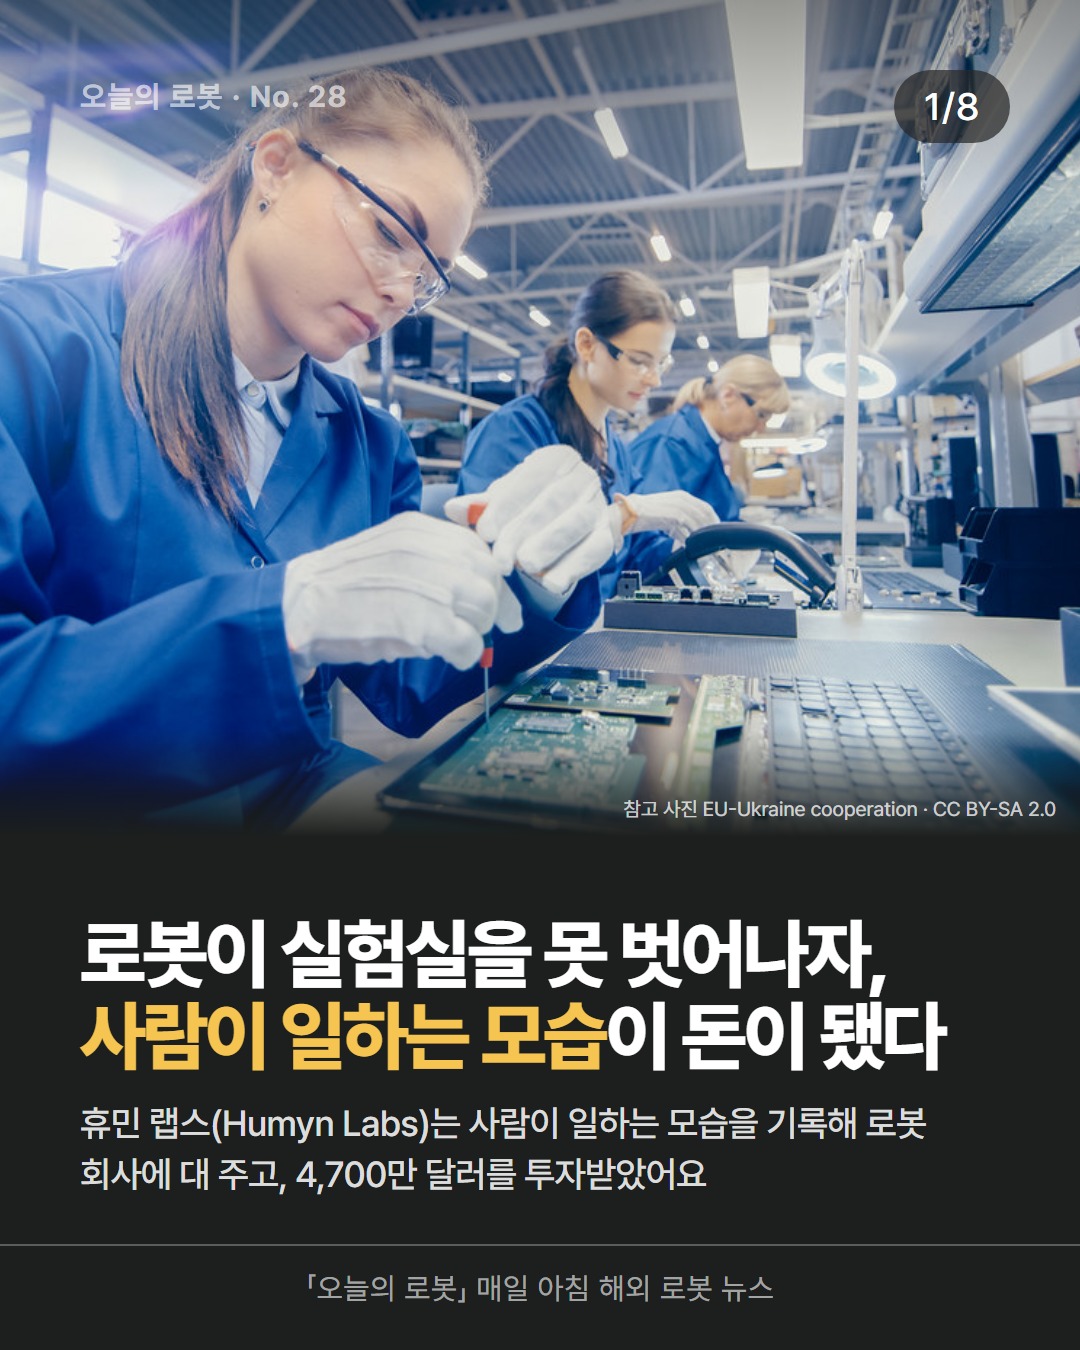 오늘의 로봇 · No. 28
1/8
참고 사진 EU-Ukraine cooperation · CC BY-SA 2.0
로봇이 실험실을 못 벗어나자,
사람이 일하는 모습이 돈이 됐다
휴민 랩스(Humyn Labs)는 사람이 일하는 모습을 기록해 로봇
회사에 대 주고, 4,700만 달러를 투자받았어요
「오늘의 로봇」 매일 아침 해외 로봇 뉴스